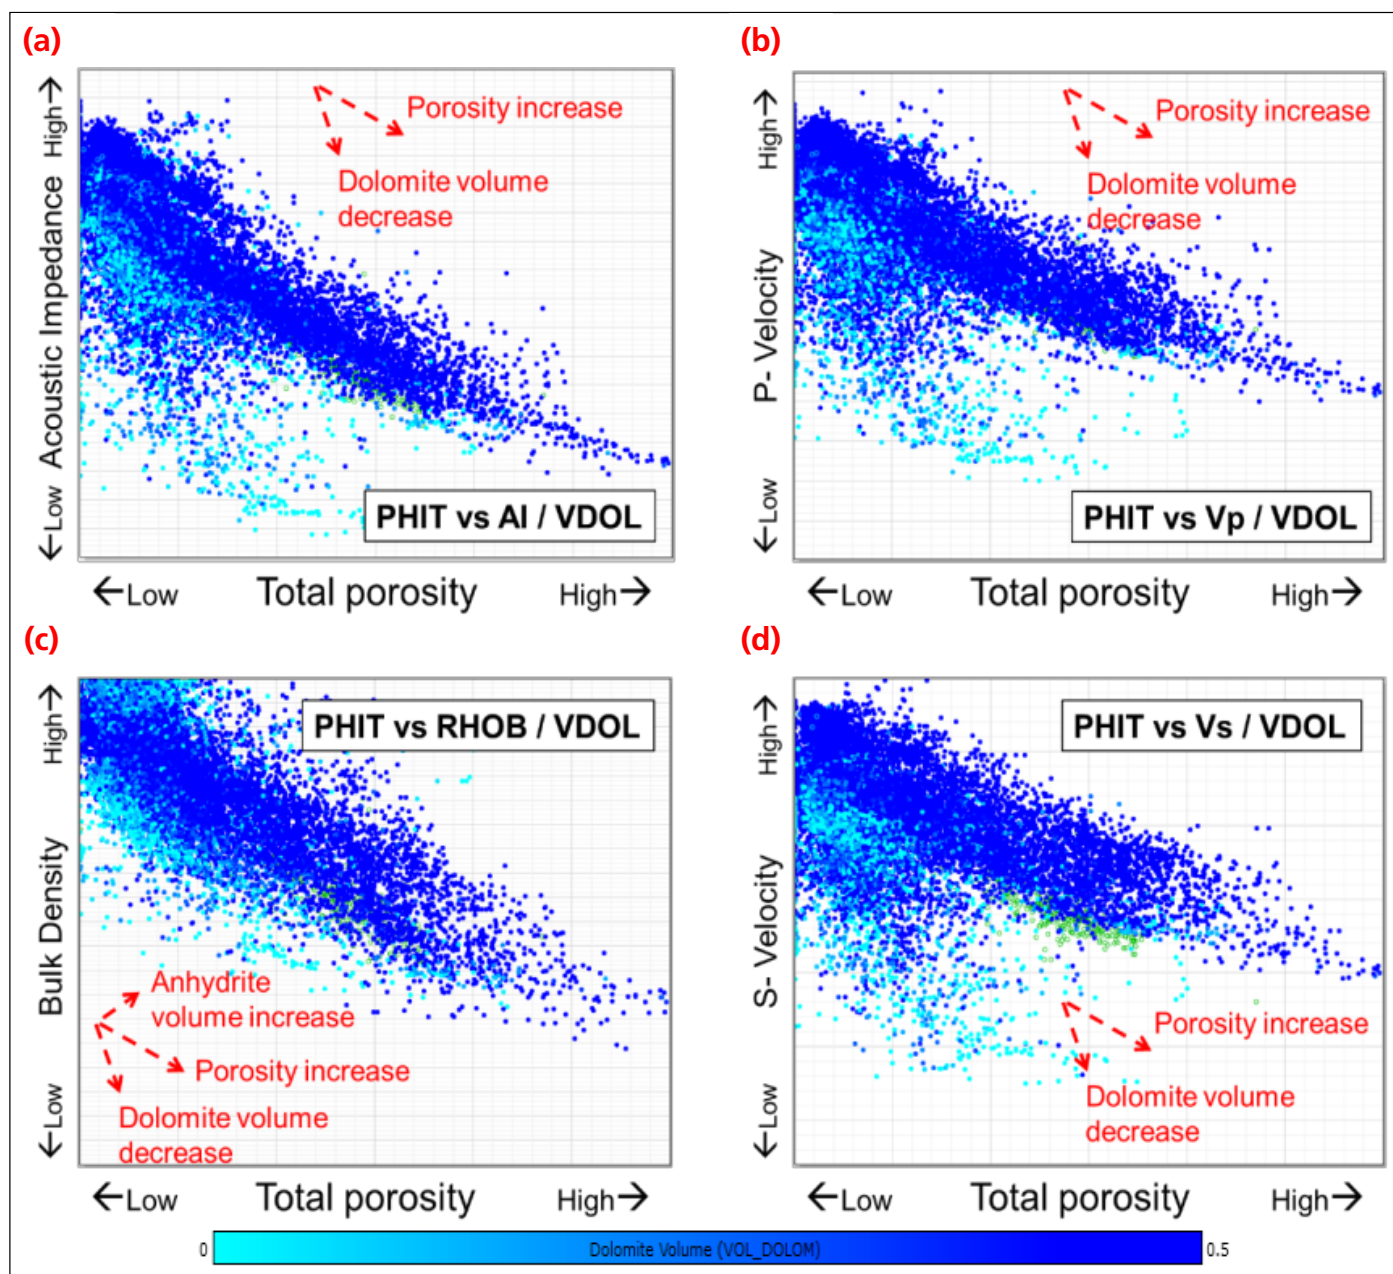 (a)
High→
Acoustic Impedance
←Low
Porosity increase
Dolomite volume
decrease
PHIT vs AI / VDOL
←Low
Total porosity
High→
(b)
High→
P- Velocity
←Low
Porosity increase
Dolomite volume
decrease
PHIT vs Vp / VDOL
←Low
Total porosity
High→
(c)
High→
Bulk Density
←Low
PHIT vs RHOB / VDOL
Anhydrite
volume increase
Porosity increase
Dolomite volume
decrease
←Low
Total porosity
High→
(d)
High→
S- Velocity
←Low
PHIT vs Vs / VDOL
Porosity increase
Dolomite volume
decrease
←Low
Total porosity
High→
0
Dolomite Volume (VOL_DOLOM)
0.5